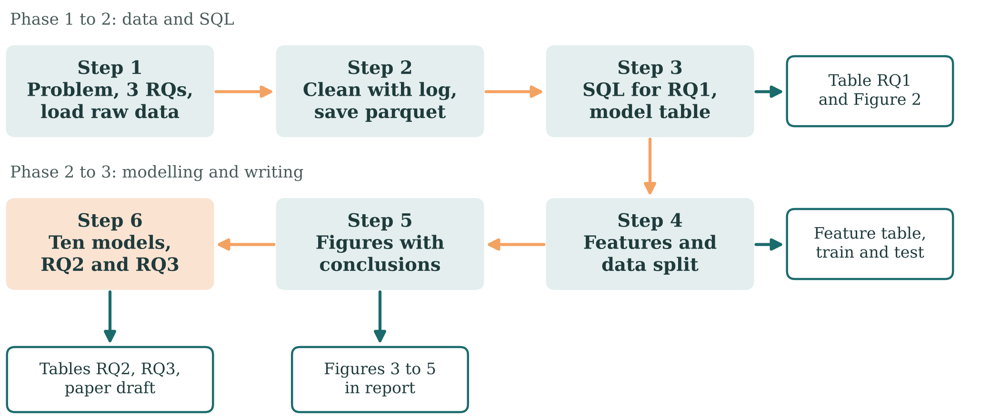 Phase 1 to 2: data and SQL
Step 1
Problem, 3 RQs,
load raw data
Step 2
Clean with log,
save parquet
Step 3
SQL for RQ1,
model table
Table RQ1
and Figure 2
Phase 2 to 3: modelling and writing
Step 6
Ten models,
RQ2 and RQ3
Step 5
Figures with
conclusions
Step 4
Features and
data split
Feature table,
train and test
Tables RQ2, RQ3,
paper draft
Figures 3 to 5
in report